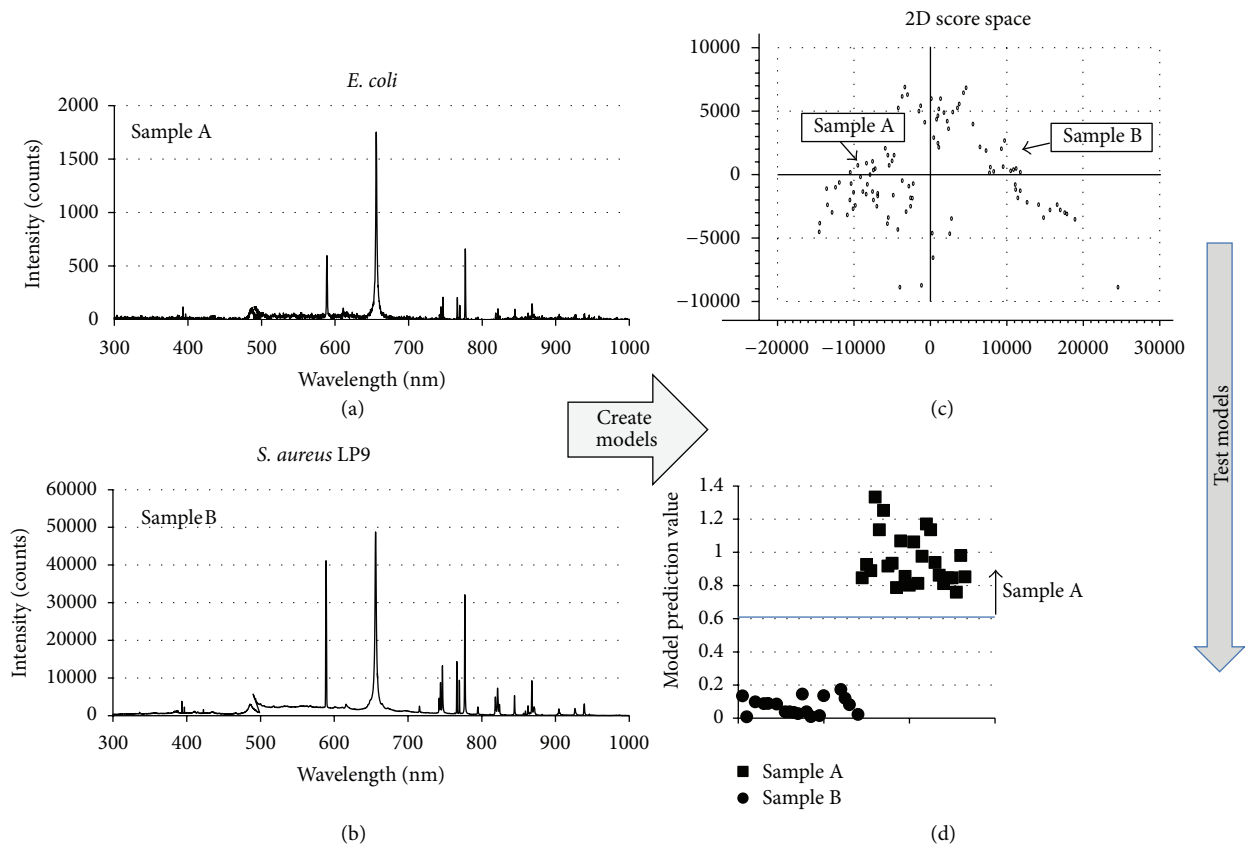 E. coli
2000
1500
1000
500
0
Intensity (counts)
Sample A
300 400 500 600 700 800 900 1000
Wavelength (nm)
(a)
S. aureus LP9
60000
50000
40000
30000
20000
10000
0
Intensity (counts)
Sample B
300 400 500 600 700 800 900 1000
Wavelength (nm)
(b)
Create
models
2D score space
10000
5000
0
−5000
−10000
Sample A
Sample B
−20000 −10000 0 10000 20000 30000
(c)
Test models
1.4
1.2
1
0.8
0.6
0.4
0.2
0
Model prediction value
Sample A
Sample A
Sample B
(d)